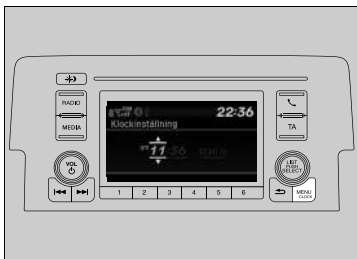 RADIO
MEDIA
VOL
22:36
Klockinställning
11:36
TA
LIST
PUSH
SELECT
1 2 3 4 5 6
MENU
CLOCK